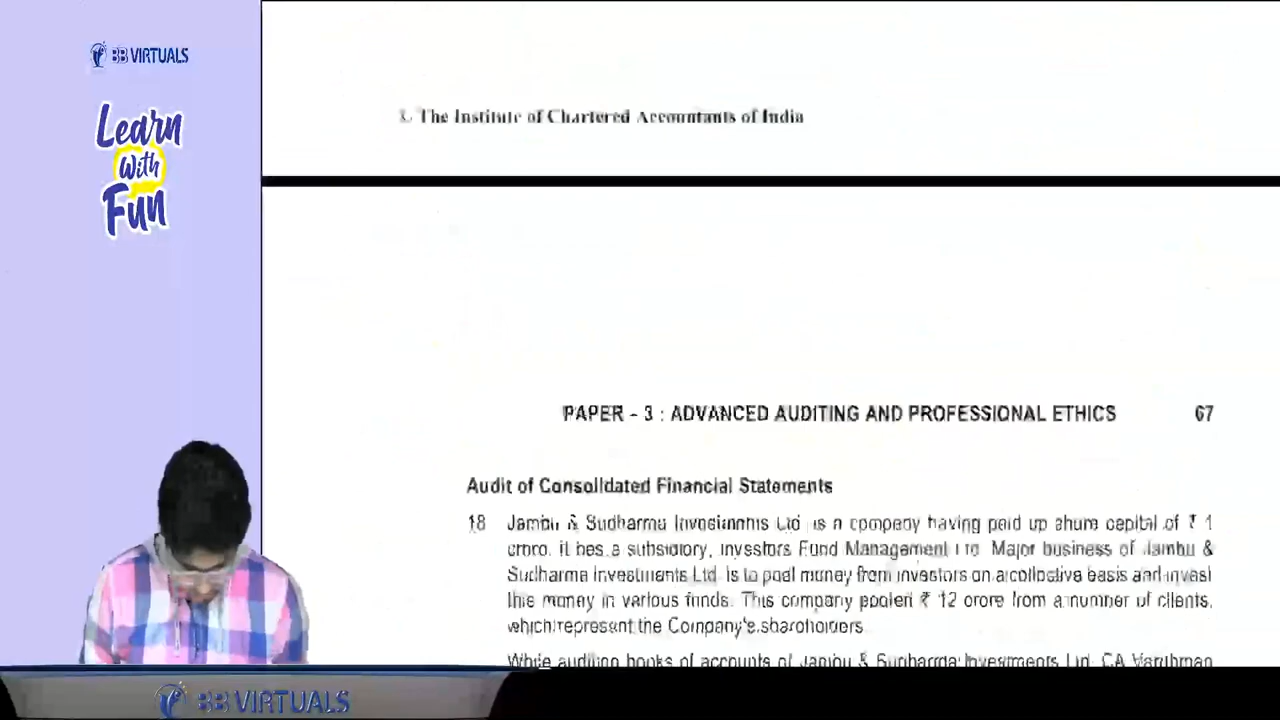 BB VIRTUALS
Learn
With
Fun
The Institute of Chartered Accountants of India
PAPER – 3 : ADVANCED AUDITING AND PROFESSIONAL ETHICS 67
Audit of Consolidated Financial Statements
18 Jambu & Sudharma Investments Ltd. is a company having paid up share capital of ₹ 1
crore. It has a subsidiary, Investors Fund Management Ltd. Major business of Jambu &
Sudharma Investments Ltd. is to pool money from investors on a collective basis and invest
this money in various funds. This company pooled ₹ 12 crore from a number of clients,
which represent the Company's shareholders.
While auditing books of accounts of Jambu & Sudharma Investments Ltd. CA Vardhman
BB VIRTUALS